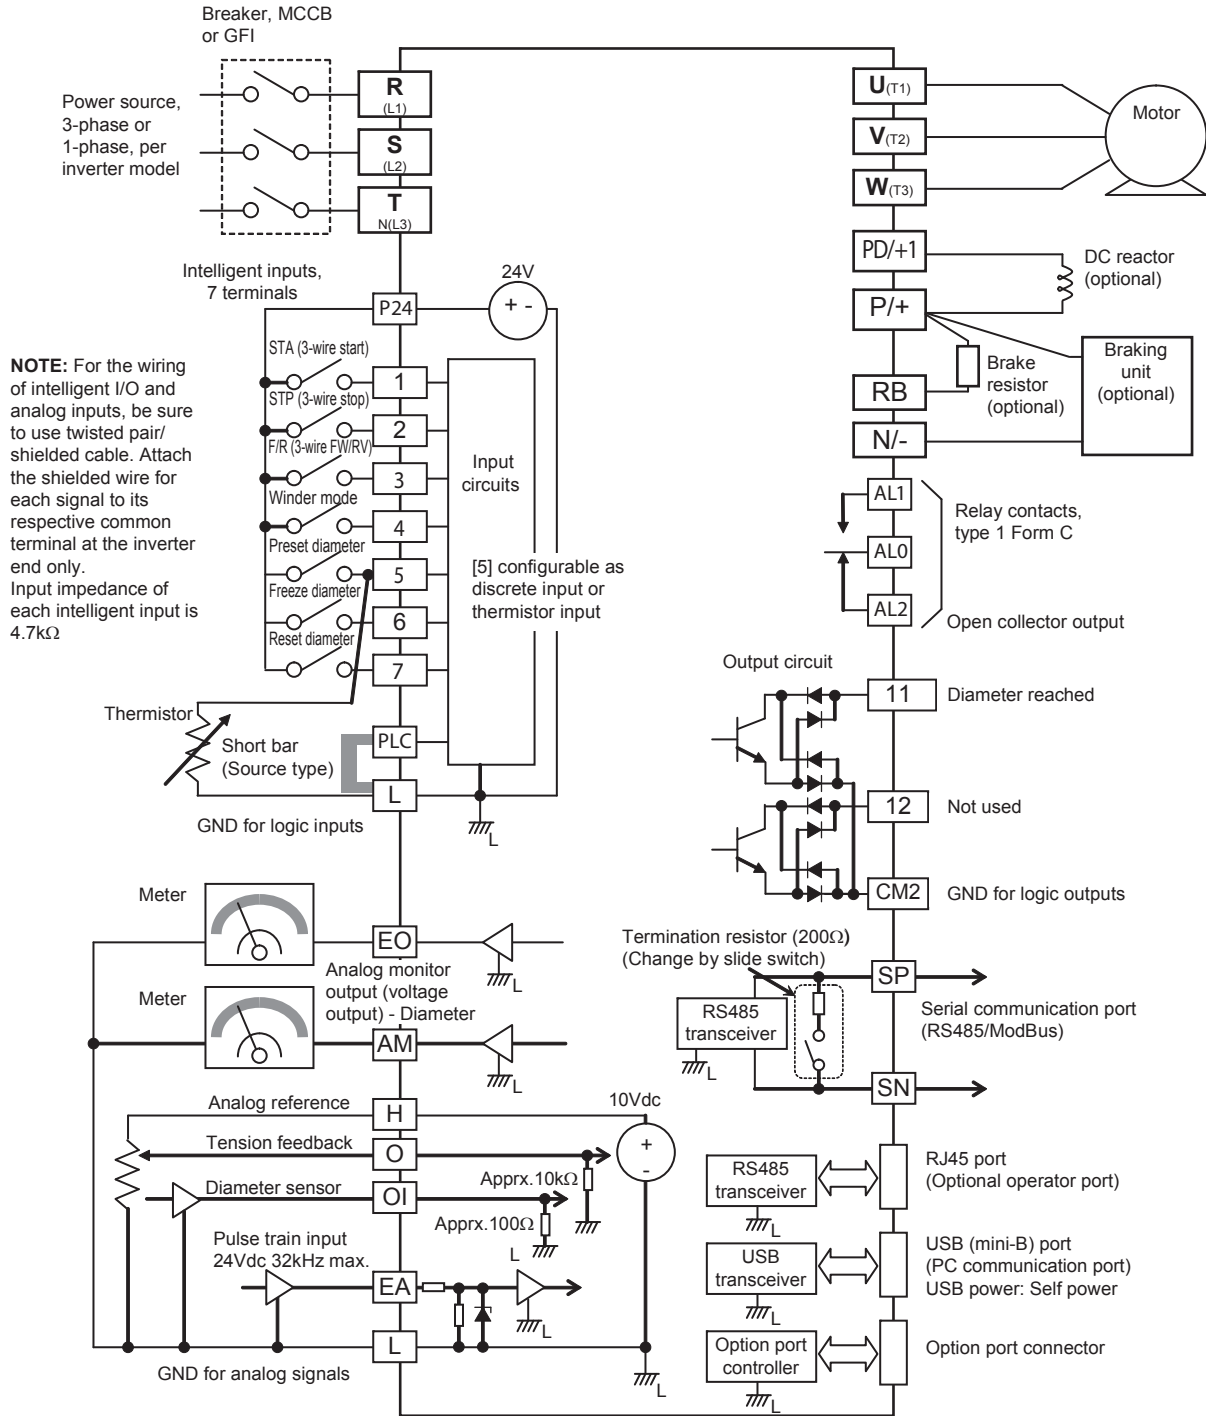 Breaker, MCCB
or GFI
Power source,
3-phase or
1-phase, per
inverter model
R
(L1)
S
(L2)
T
N(L3)
U(T1)
V(T2)
W(T3)
Motor
PD/+1
P/+
DC reactor
(optional)
RB
Brake
resistor
(optional)
Braking
unit
(optional)
N/-
Intelligent inputs,
7 terminals
P24
24V
+ -
NOTE: For the wiring
of intelligent I/O and
analog inputs, be sure
to use twisted pair/
shielded cable. Attach
the shielded wire for
each signal to its
respective common
terminal at the inverter
end only.
Input impedance of
each intelligent input is
4.7kΩ
STA (3-wire start)
1
STP (3-wire stop)
2
F/R (3-wire FW/RV)
3
Winder mode
4
Preset diameter
5
Freeze diameter
6
Reset diameter
7
Input
circuits
[5] configurable as
discrete input or
thermistor input
Thermistor
Short bar
(Source type)
PLC
L
GND for logic inputs
L
AL1
AL0
AL2
Relay contacts,
type 1 Form C
Open collector output
Output circuit
11
Diameter reached
12
Not used
CM2
GND for logic outputs
Meter
EO
L
Analog monitor
output (voltage
output) - Diameter
Meter
AM
L
Termination resistor (200Ω)
(Change by slide switch)
RS485
transceiver
L
SP
Serial communication port
(RS485/ModBus)
SN
Analog reference
H
10Vdc
+
-
Tension feedback
O
Apprx.10kΩ
Diameter sensor
OI
Apprx.100Ω
L
Pulse train input
24Vdc 32kHz max.
EA
L
L
GND for analog signals
L
RS485
transceiver
L
RJ45 port
(Optional operator port)
USB
transceiver
L
USB (mini-B) port
(PC communication port)
USB power: Self power
Option port
controller
L
Option port connector